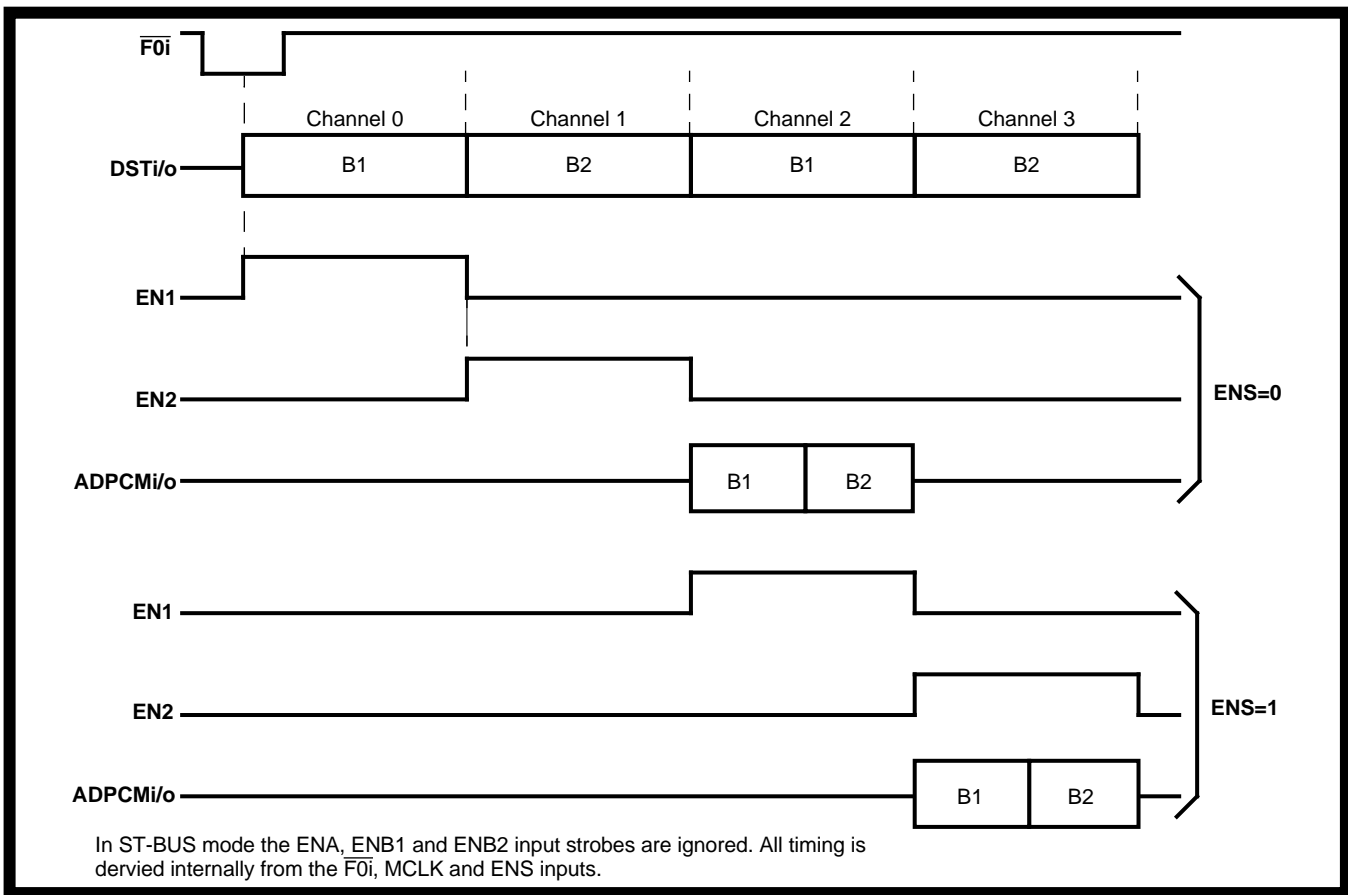 F0i
Channel 0 Channel 1 Channel 2 Channel 3
DSTi/o B1 B2 B1 B2
EN1
EN2
ENS=0
ADPCMi/o B1 B2
EN1
EN2
ENS=1
ADPCMi/o B1 B2
In ST-BUS mode the ENA, ENB1 and ENB2 input strobes are ignored. All timing is
dervied internally from the F0i, MCLK and ENS inputs.